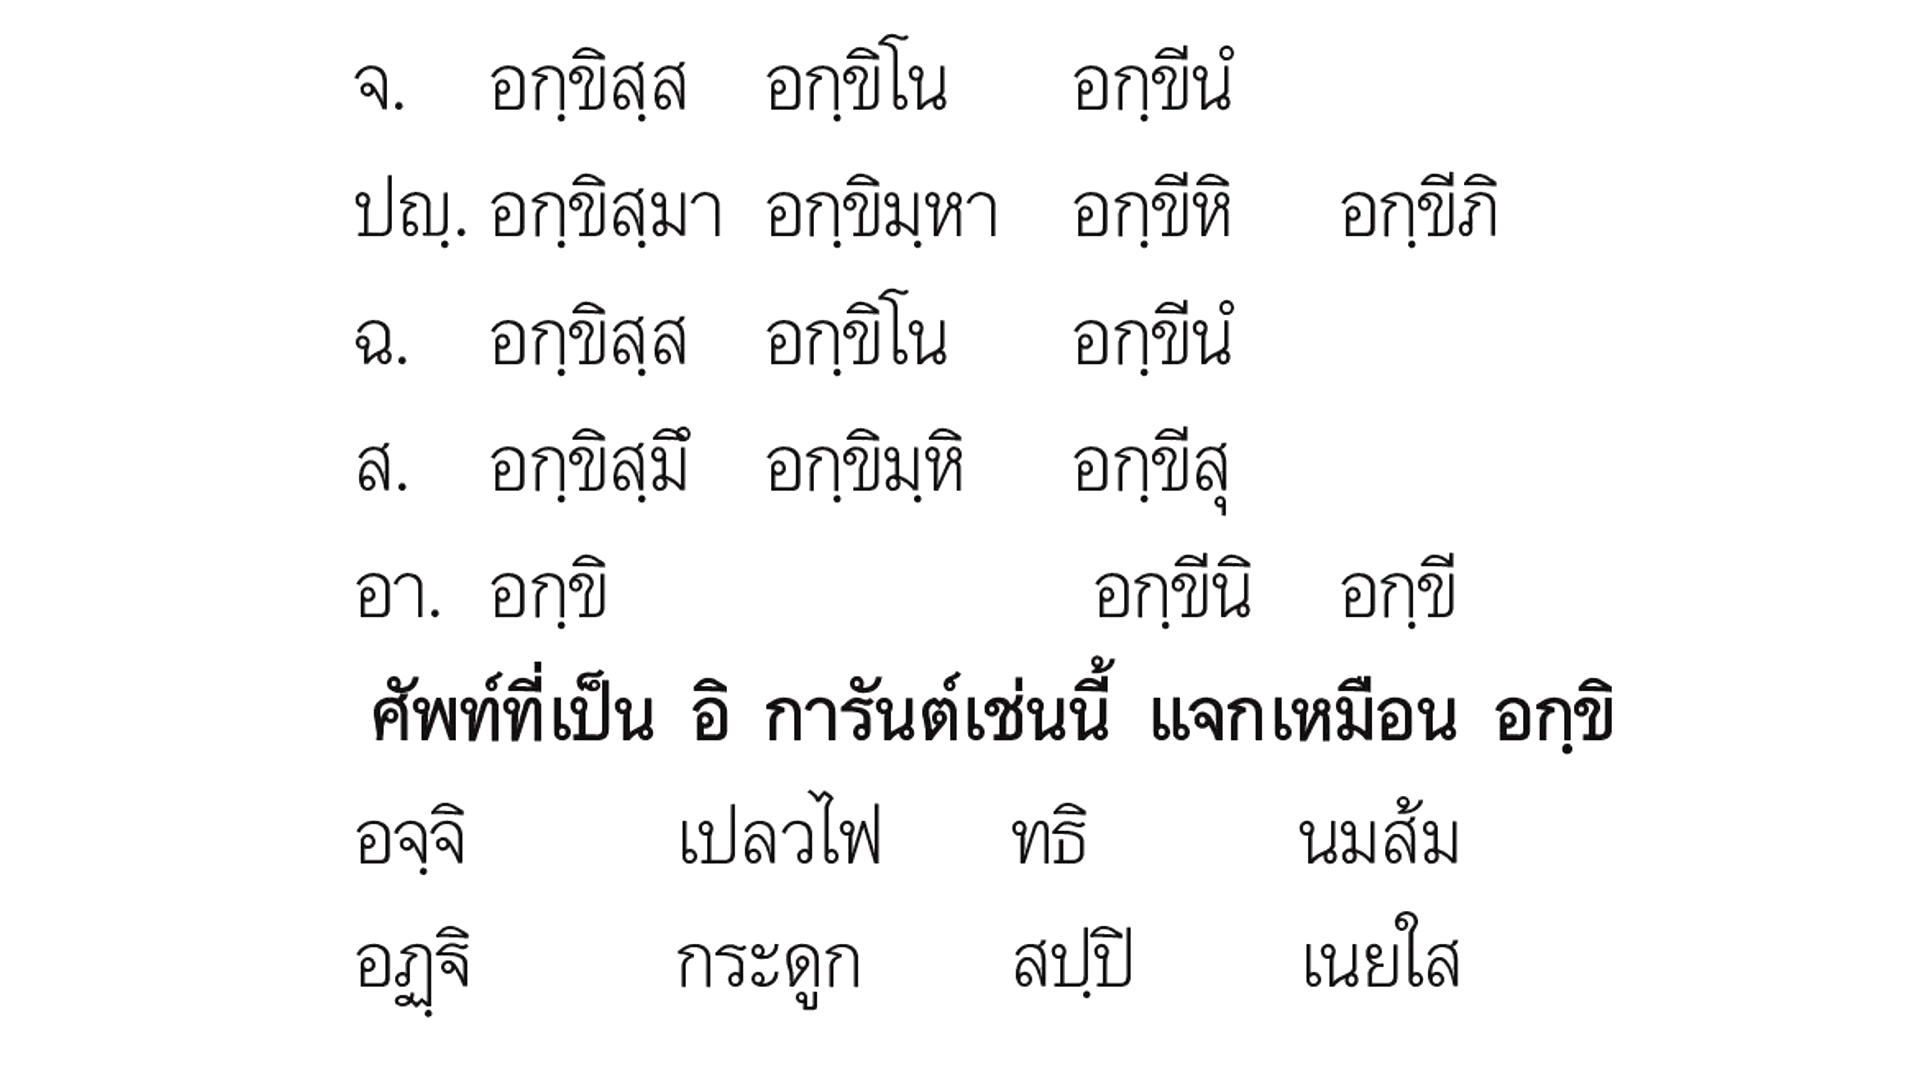 จ. อกฺขิสฺส อกฺขิโน อกฺขีนํ
ปญฺ. อกฺขิสฺมา อกฺขิมฺหา อกฺขีหิ อกฺขีภิ
ฉ. อกฺขิสฺส อกฺขิโน อกฺขีนํ
ส. อกฺขิสฺมึ อกฺขิมฺหิ อกฺขีสุ
อา. อกฺขิ อกฺขีนิ อกฺขี
ศัพท์ที่เป็น อิ การันต์เช่นนี้ แจกเหมือน อกฺขิ
อจฺจิ เปลวไฟ ทธิ นมส้ม
อฏฺฐิ กระดูก สปฺปิ เนยใส